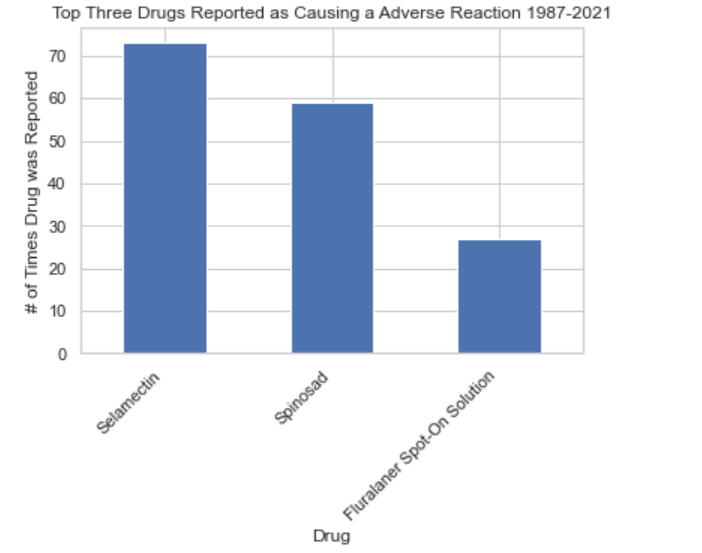 Top Three Drugs Reported as Causing a Adverse Reaction 1987-2021
# of Times Drug was Reported
70
60
50
40
30
20
10
0
Selamectin
Spinosad
Fluralaner Spot-On Solution
Drug